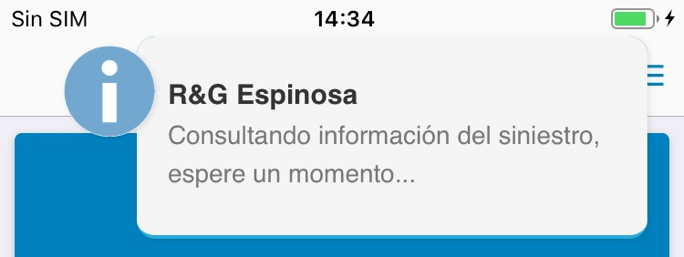 Sin SIM 14:34
R&G Espinosa
Consultando información del siniestro,
espere un momento...